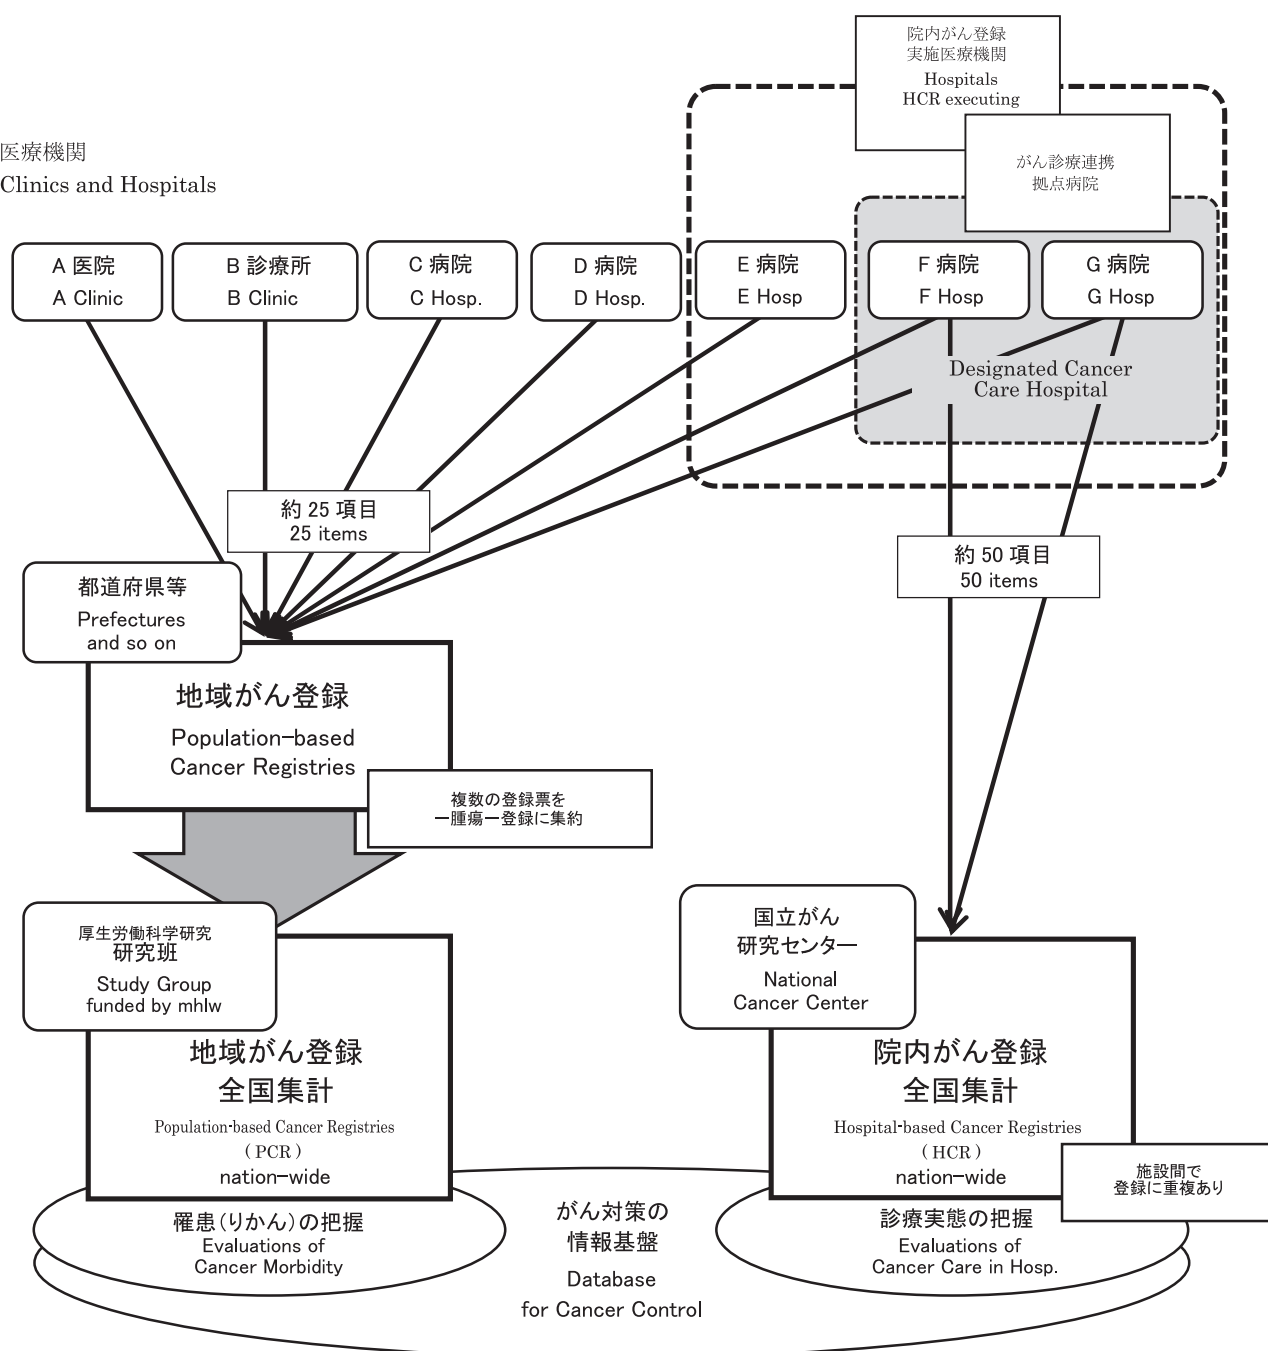 院内がん登録
実施医療機関
Hospitals
HCR executing
がん診療連携
拠点病院
医療機関
Clinics and Hospitals
A 医院
A Clinic
B 診療所
B Clinic
C 病院
C Hosp.
D 病院
D Hosp.
E 病院
E Hosp
F 病院
F Hosp
G 病院
G Hosp
Designated Cancer
Care Hospital
約 25 項目
25 items
約 50 項目
50 items
都道府県等
Prefectures
and so on
地域がん登録
Population-based
Cancer Registries
複数の登録票を
一腫瘍一登録に集約
厚生労働科学研究
研究班
Study Group
funded by mhlw
国立がん
研究センター
National
Cancer Center
地域がん登録
全国集計
Population-based Cancer Registries
( PCR )
nation-wide
院内がん登録
全国集計
Hospital-based Cancer Registries
( HCR )
nation-wide
施設間で
登録に重複あり
罹患(りかん)の把握
Evaluations of
Cancer Morbidity
がん対策の
情報基盤
Database
for Cancer Control
診療実態の把握
Evaluations of
Cancer Care in Hosp.